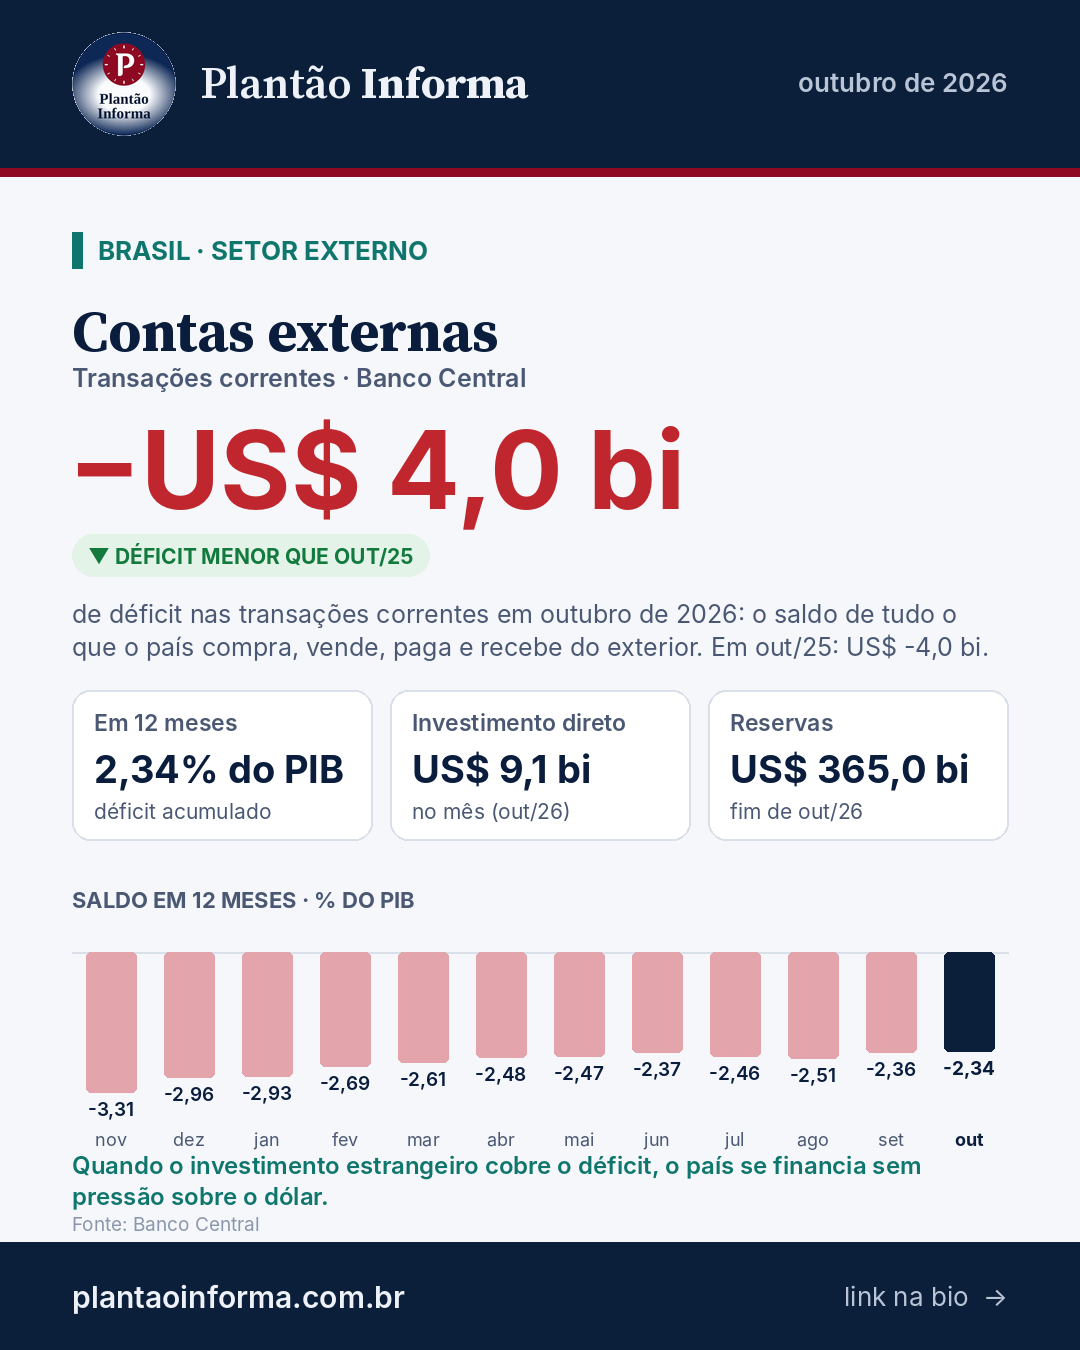 P
Plantão
Informa
Plantão Informa
outubro de 2026
BRASIL · SETOR EXTERNO
Contas externas
Transações correntes · Banco Central
−US$ 4,0 bi
▼ DÉFICIT MENOR QUE OUT/25
de déficit nas transações correntes em outubro de 2026: o saldo de tudo o
que o país compra, vende, paga e recebe do exterior. Em out/25: US$ -4,0 bi.
Em 12 meses
2,34% do PIB
déficit acumulado
Investimento direto
US$ 9,1 bi
no mês (out/26)
Reservas
US$ 365,0 bi
fim de out/26
SALDO EM 12 MESES · % DO PIB
-3,31 -2,96 -2,93 -2,69 -2,61 -2,48 -2,47 -2,37 -2,46 -2,51 -2,36 -2,34
nov dez jan fev mar abr mai jun jul ago set out
Quando o investimento estrangeiro cobre o déficit, o país se financia sem
pressão sobre o dólar.
Fonte: Banco Central
plantaoinforma.com.br
link na bio →